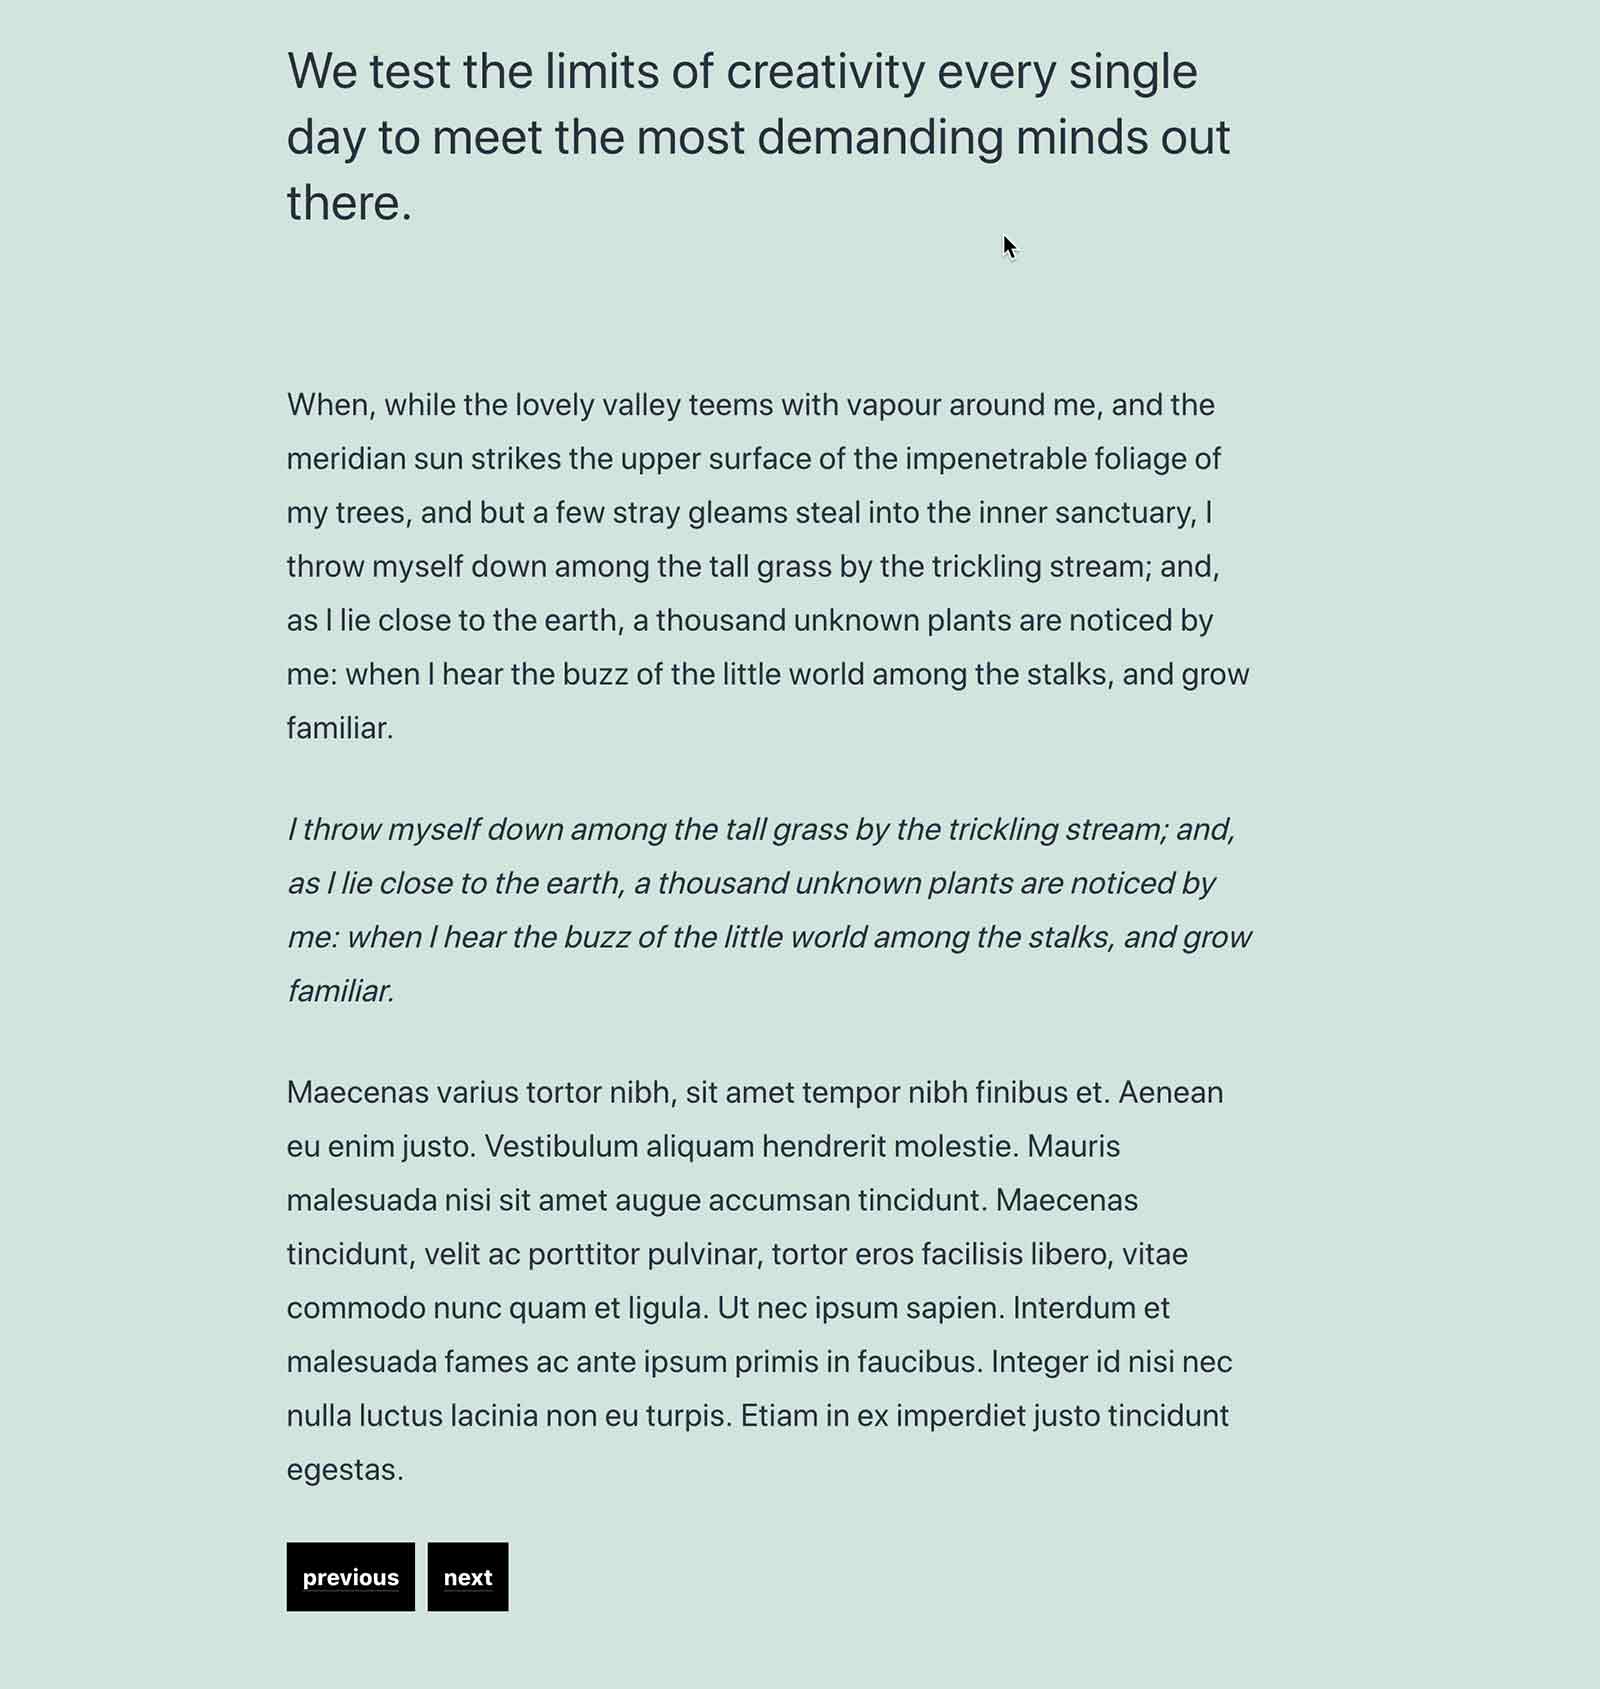 We test the limits of creativity every single
day to meet the most demanding minds out
there.
When, while the lovely valley teems with vapour around me, and the
meridian sun strikes the upper surface of the impenetrable foliage of
my trees, and but a few stray gleams steal into the inner sanctuary, I
throw myself down among the tall grass by the trickling stream; and,
as I lie close to the earth, a thousand unknown plants are noticed by
me: when I hear the buzz of the little world among the stalks, and grow
familiar.
I throw myself down among the tall grass by the trickling stream; and,
as I lie close to the earth, a thousand unknown plants are noticed by
me: when I hear the buzz of the little world among the stalks, and grow
familiar.
Maecenas varius tortor nibh, sit amet tempor nibh finibus et. Aenean
eu enim justo. Vestibulum aliquam hendrerit molestie. Mauris
malesuada nisi sit amet augue accumsan tincidunt. Maecenas
tincidunt, velit ac porttitor pulvinar, tortor eros facilisis libero, vitae
commodo nunc quam et ligula. Ut nec ipsum sapien. Interdum et
malesuada fames ac ante ipsum primis in faucibus. Integer id nisi nec
nulla luctus lacinia non eu turpis. Etiam in ex imperdiet justo tincidunt
egestas.
previous next